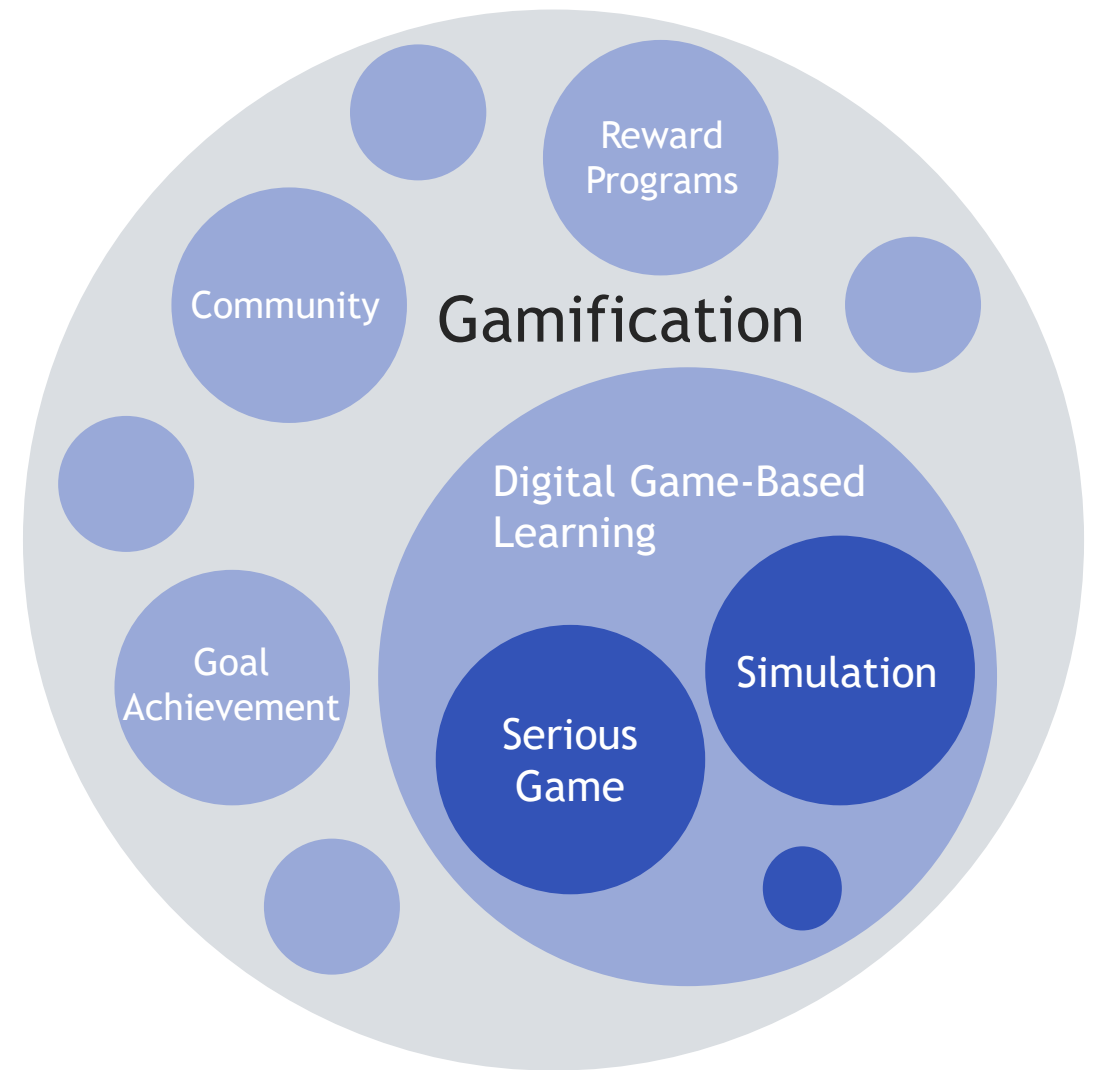 Reward
Programs
Community
Gamification
Digital Game-Based
Learning
Goal
Achievement
Simulation
Serious
Game